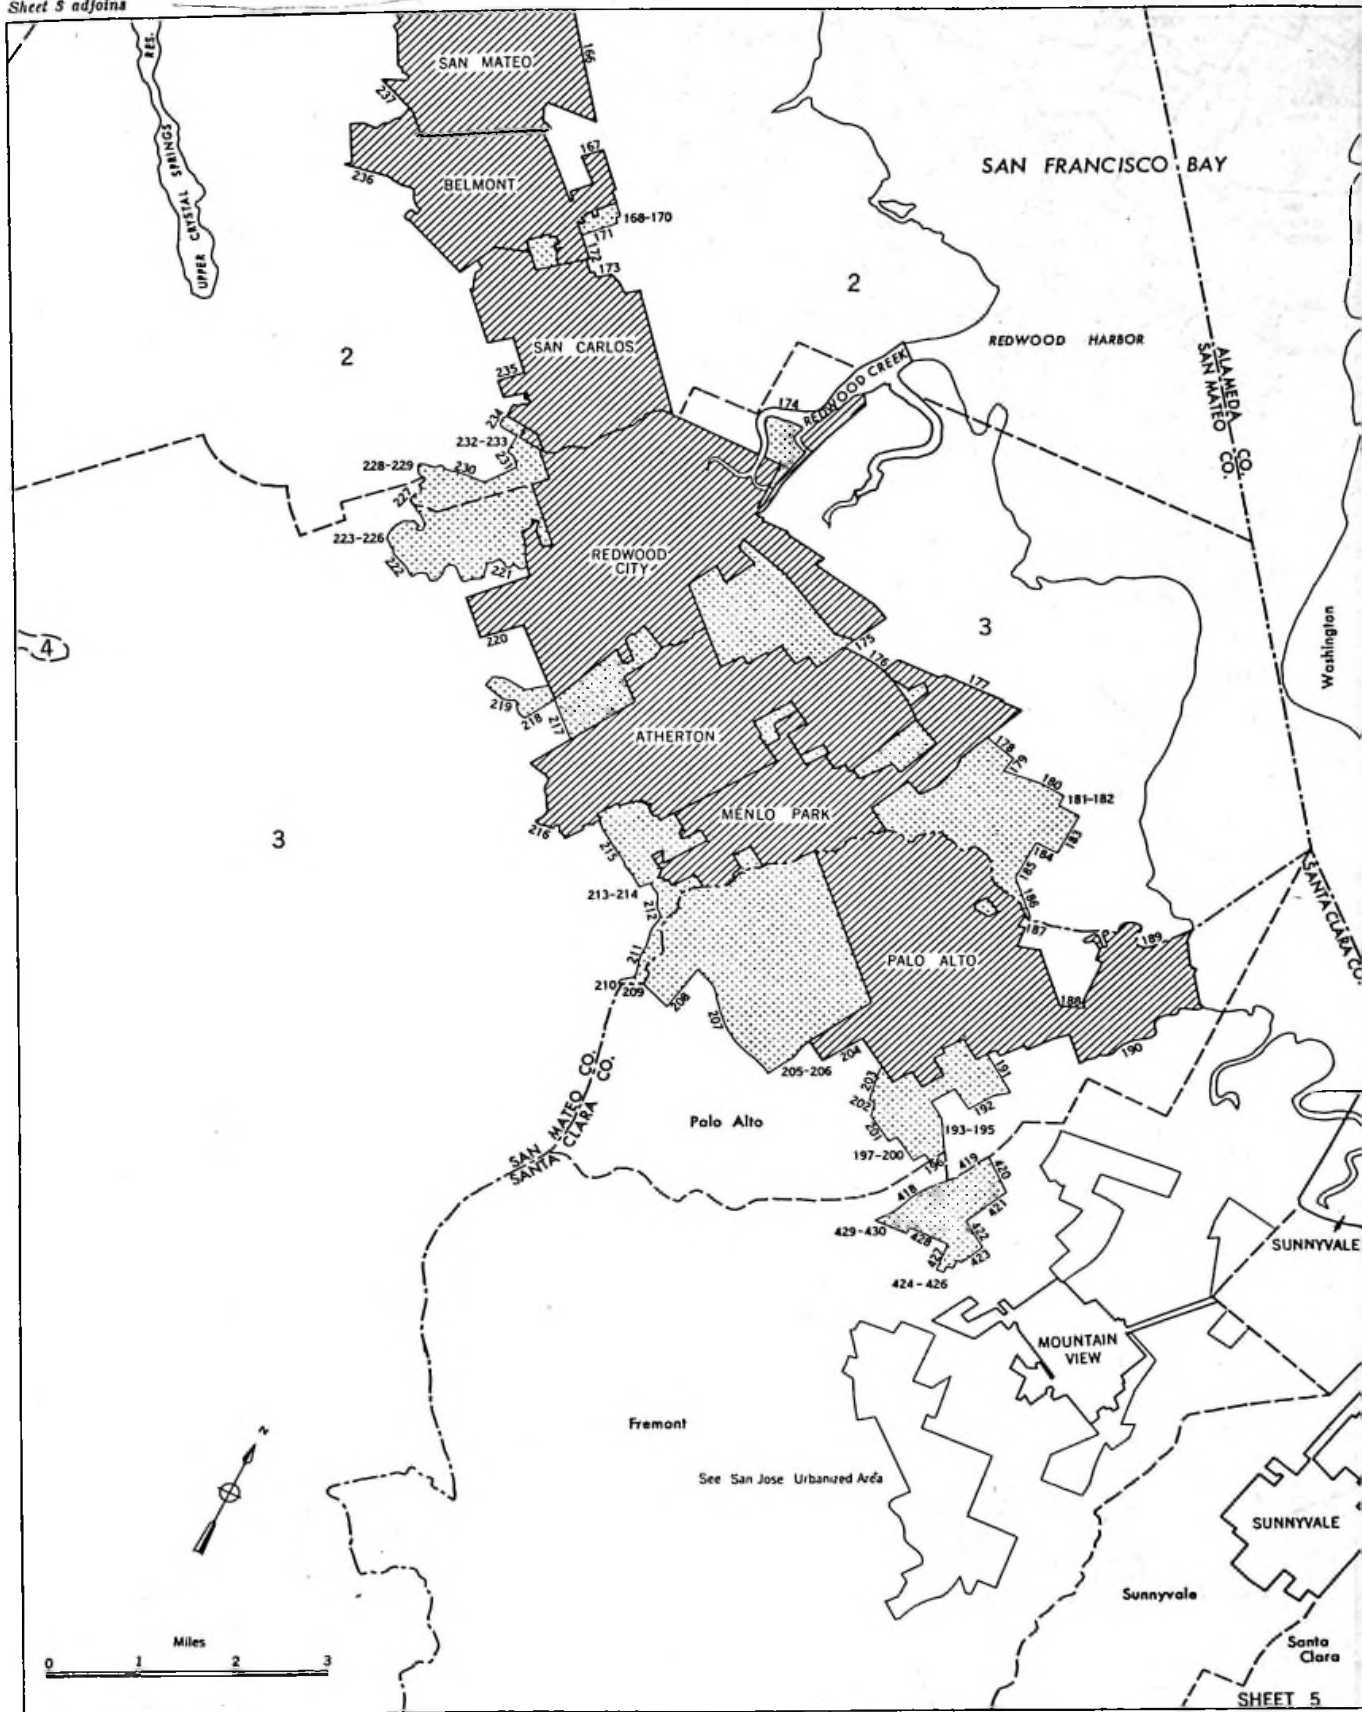 Sheet 5 adjoins
RES.
UPPER CRYSTAL SPRINGS
SAN MATEO
166
237
167
236
BELMONT
SAN FRANCISCO BAY
168-170
171
172
173
2
2
SAN CARLOS
REDWOOD HARBOR
ALAMEDA CO.
SAN MATEO CO.
235
REDWOOD CREEK
174
234
232-233
231
228-229
230
227
223-226
222
221
REDWOOD
CITY
220
175
3
176
177
4
Washington
219
218
217
ATHERTON
178
179
180
181-182
183
184
185
186
187
MENLO PARK
216
215
3
213-214
212
SANTA CLARA CO.
211
210
209
208
207
PALO ALTO
188
189
190
204
205-206
203
202
201
191
192
193-195
197-200
196
SAN MATEO CO.
SANTA CLARA CO.
Palo Alto
418
419
420
421
422
423
429-430
428
427
424-426
SUNNYVALE
MOUNTAIN
VIEW
Fremont
N
See San Jose Urbanized Area
SUNNYVALE
Sunnyvale
Santa
Clara
Miles
0 1 2 3
SHEET 5